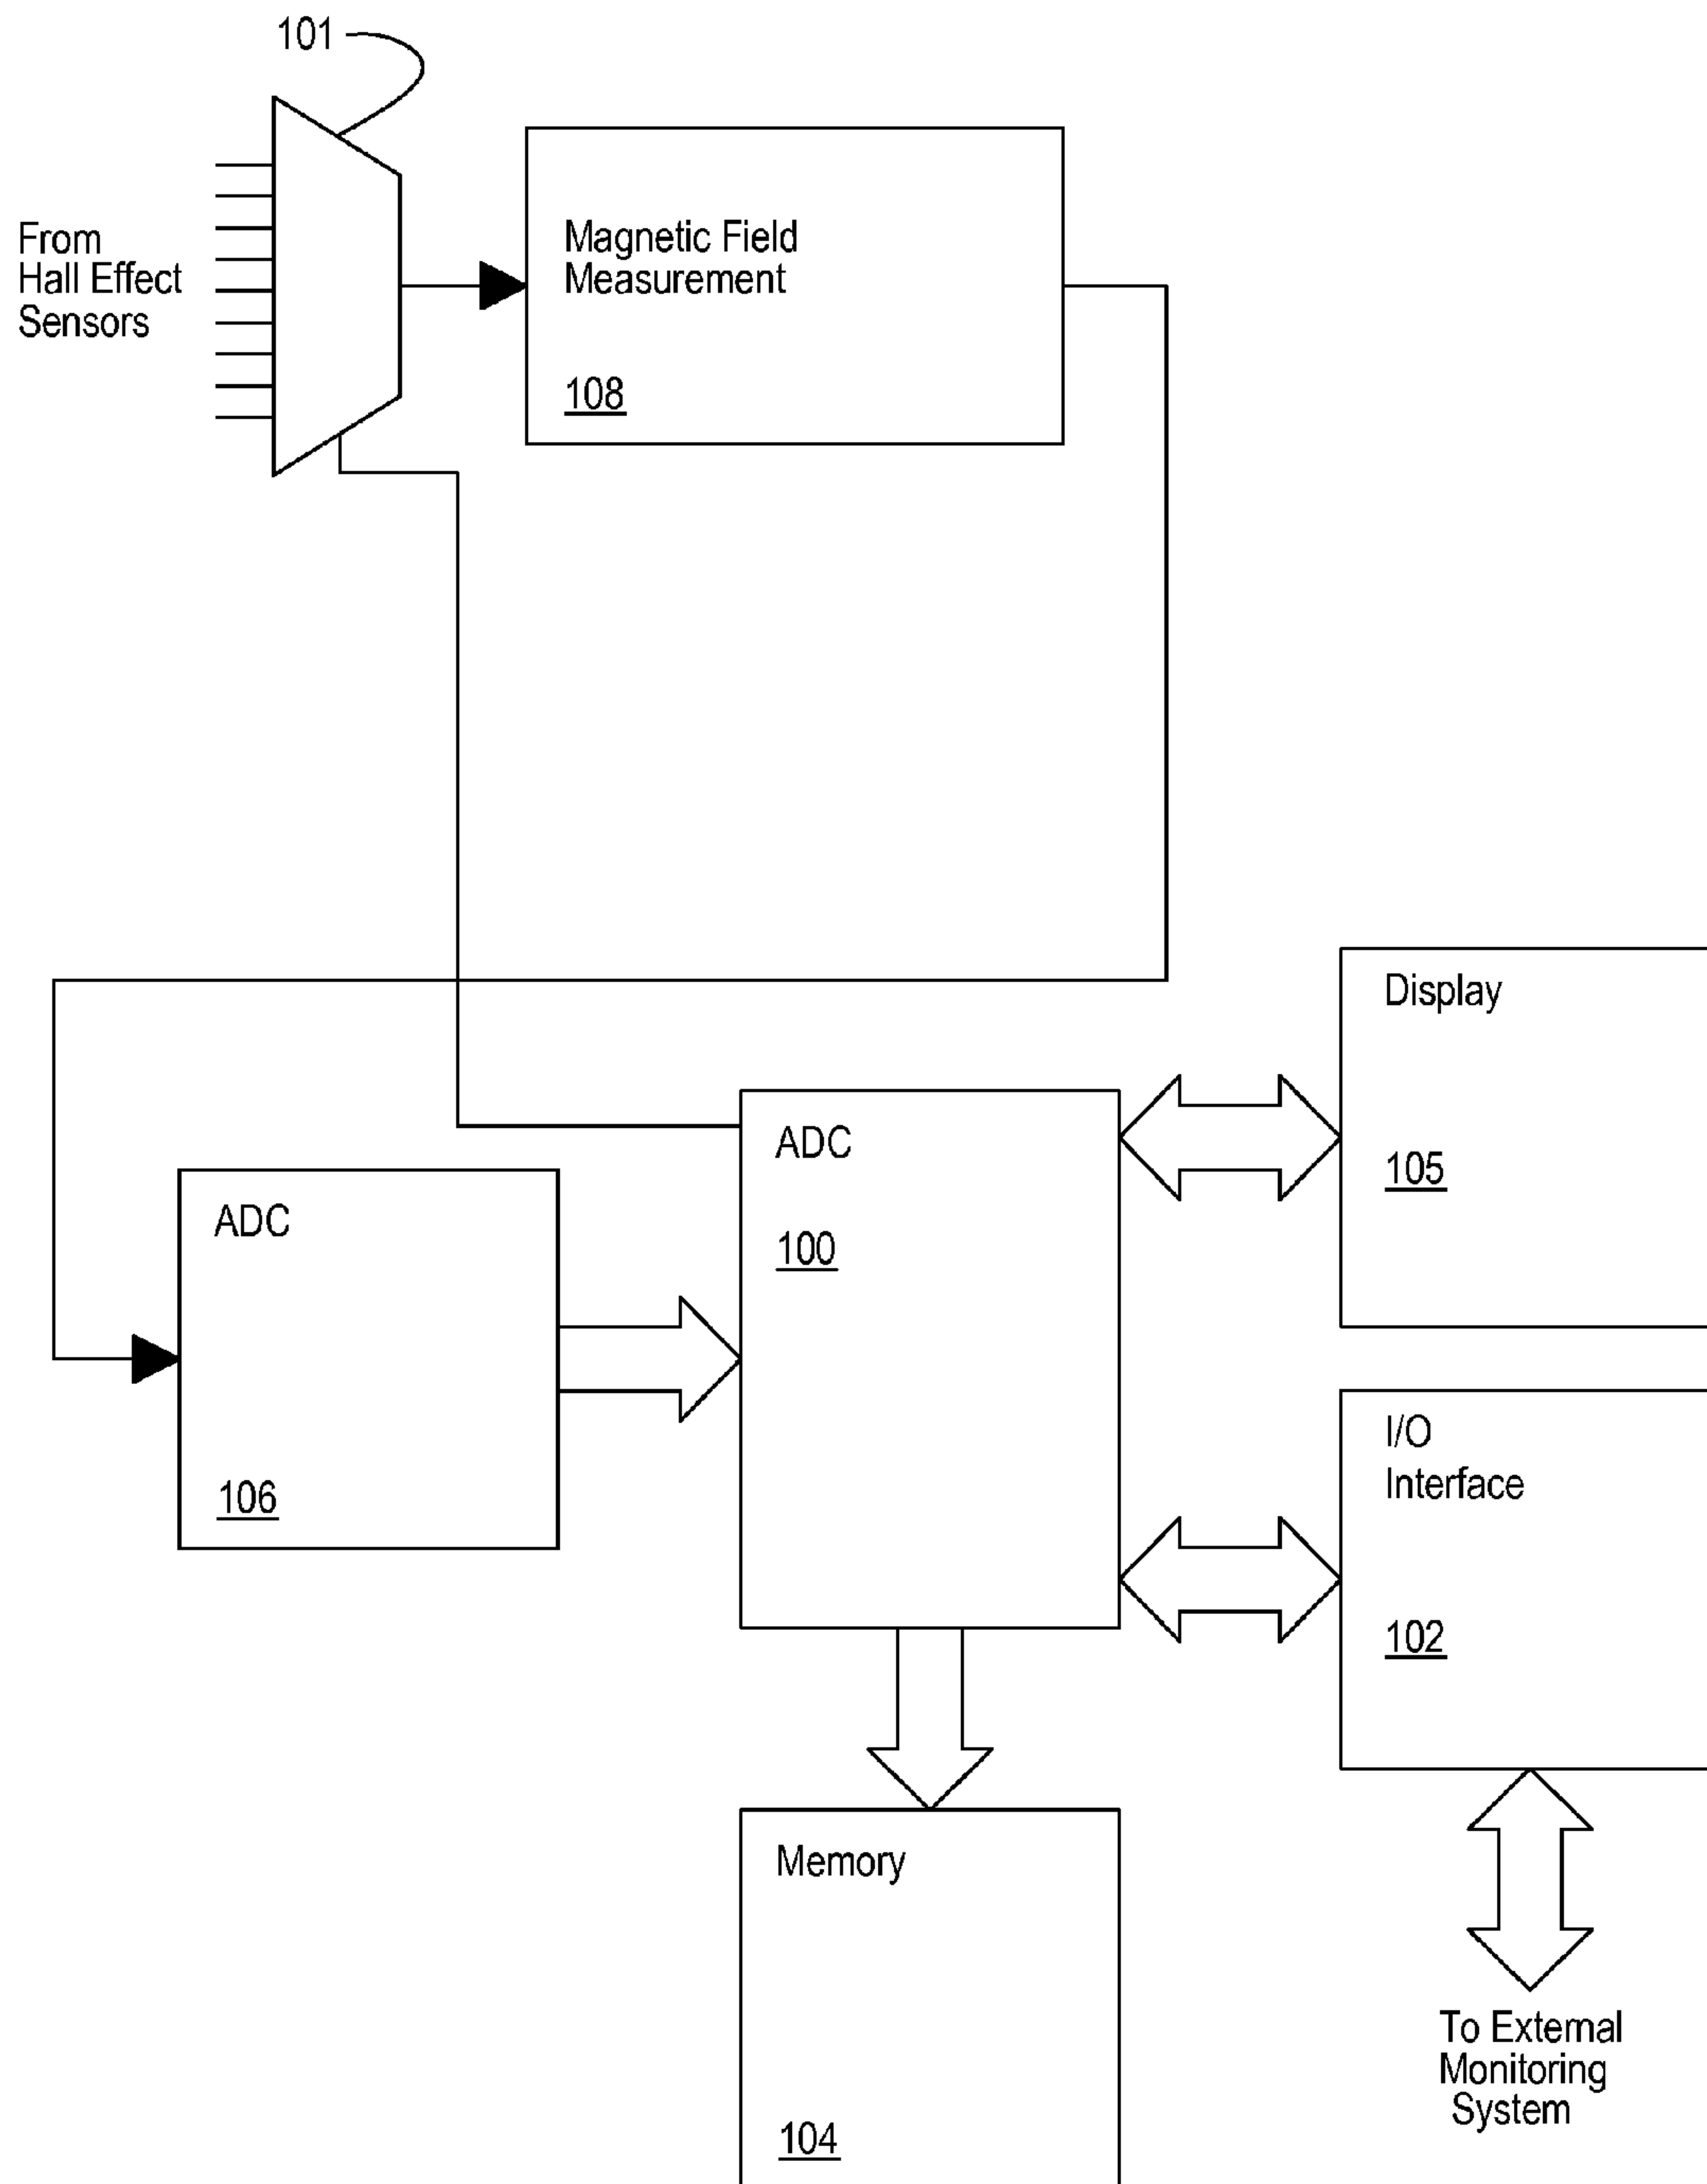 101
From
Hall Effect
Sensors
Magnetic Field
Measurement
108
Display
105
ADC
100
ADC
106
I/O
Interface
102
Memory
104
To External
Monitoring
System